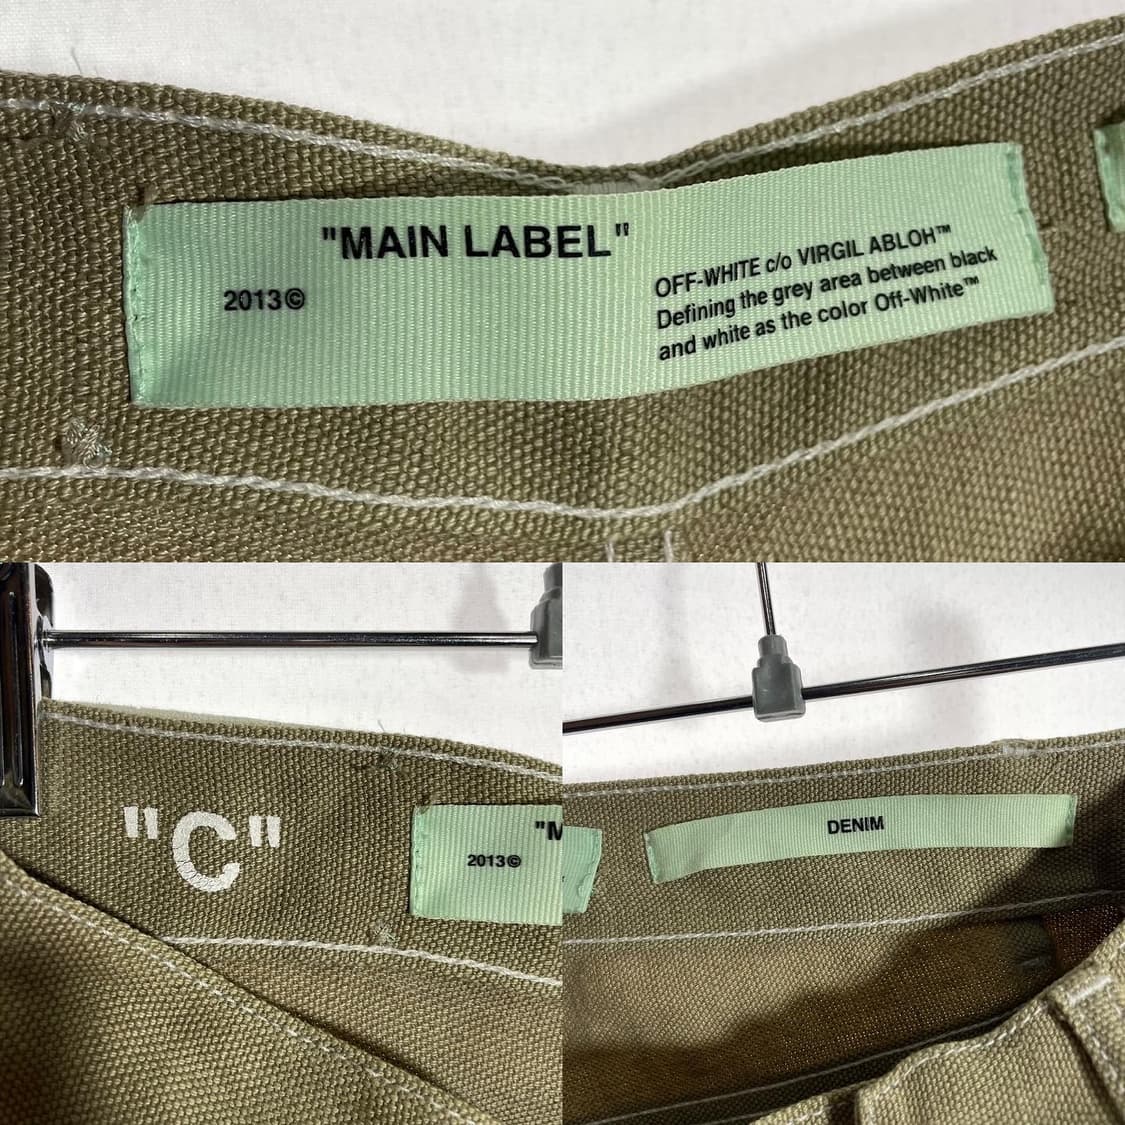 "MAIN LABEL"
2013©
OFF-WHITE c/o VIRGIL ABLOH™
Defining the grey area between black
and white as the color Off-White™
"C"
"M
2013©
DENIM